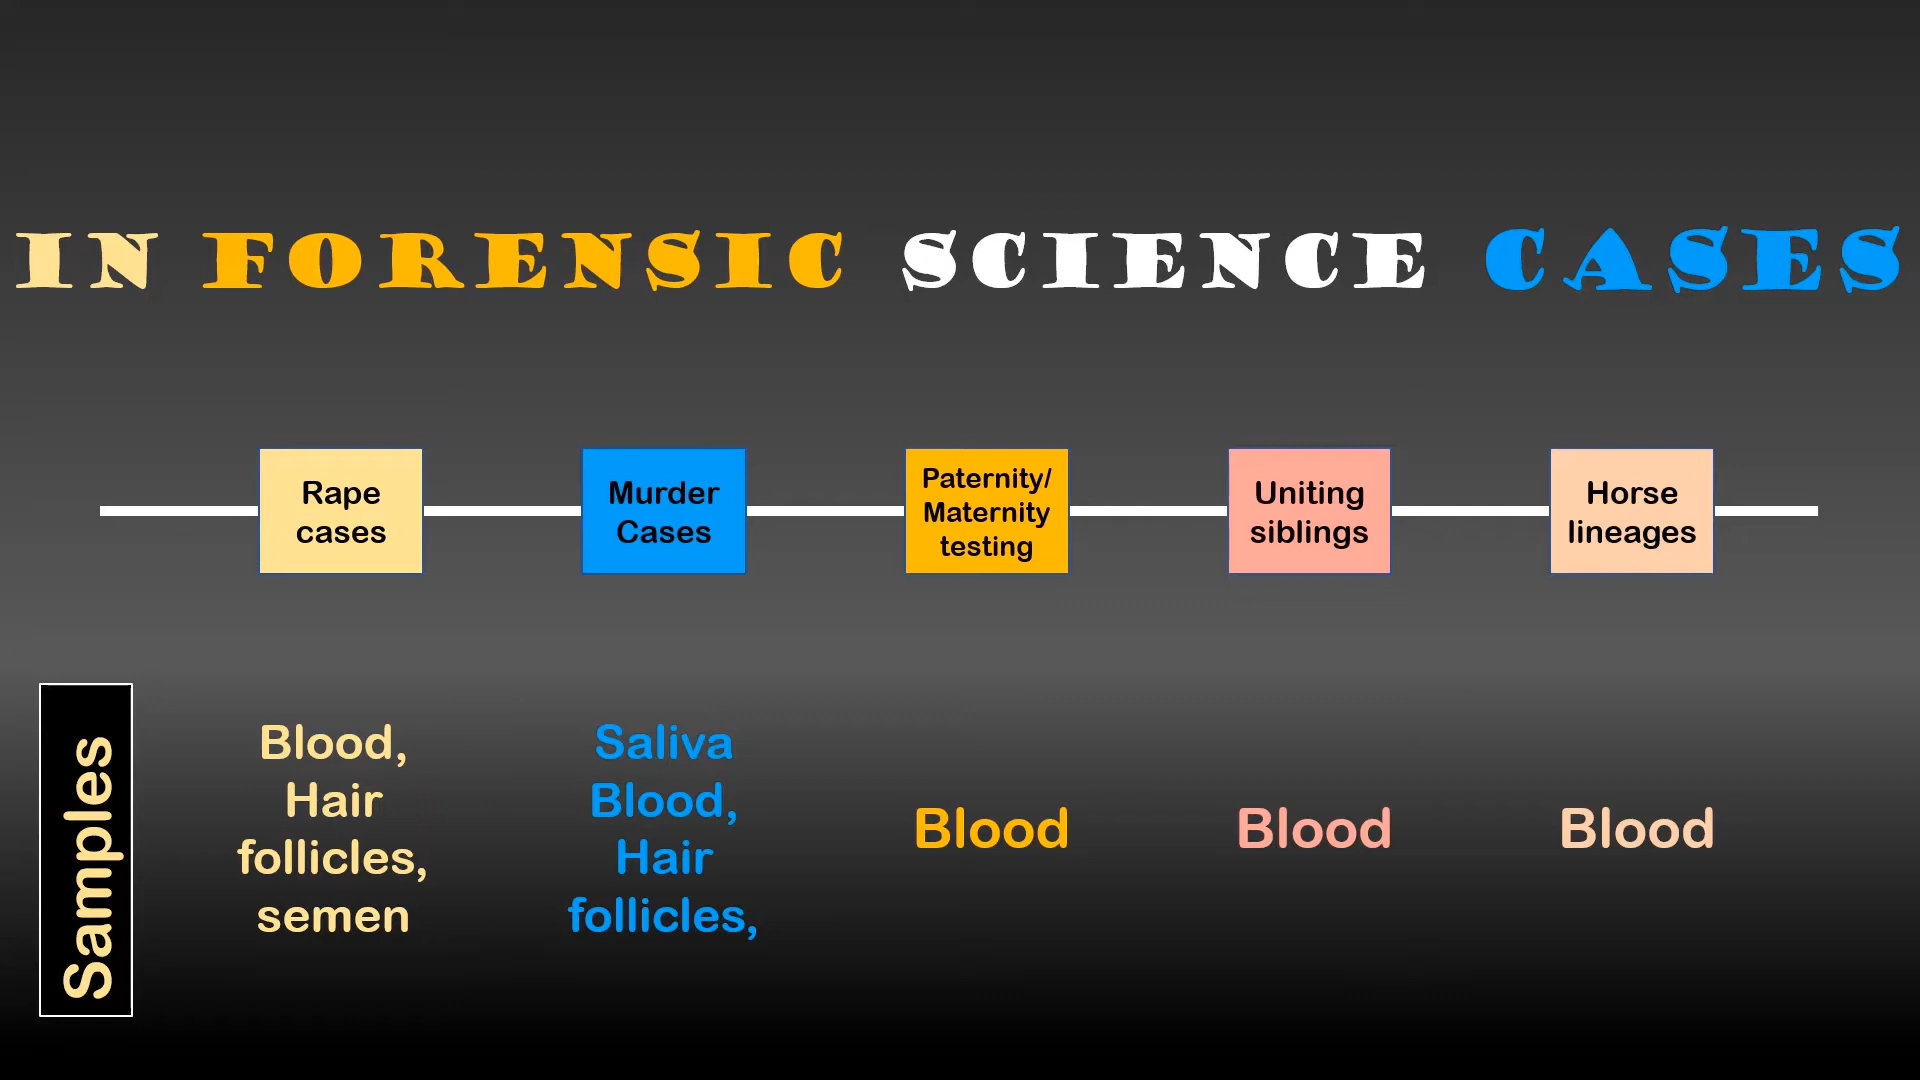 IN FORENSIC SCIENCE CASES
Rape
cases
Murder
Cases
Paternity/
Maternity
testing
Uniting
siblings
Horse
lineages
Samples
Blood,
Hair
follicles,
semen
Saliva
Blood,
Hair
follicles,
Blood
Blood
Blood